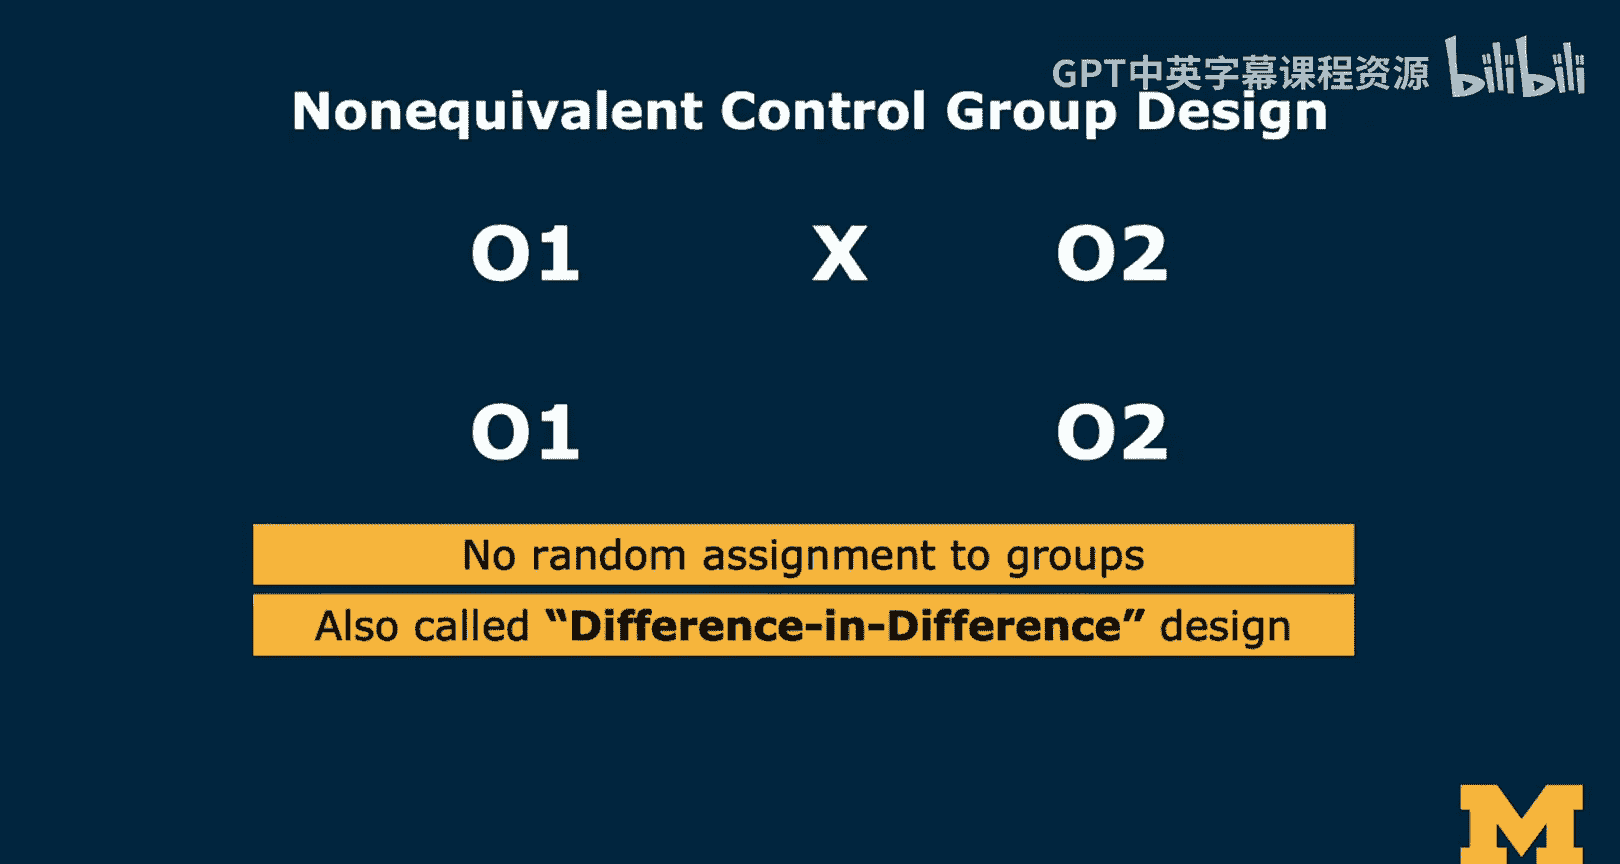 GPT中英字幕课程资源 bilibili
Nonequivalent Control Group Design
O1 X O2
O1 O2
No random assignment to groups
Also called “Difference-in-Difference” design
M